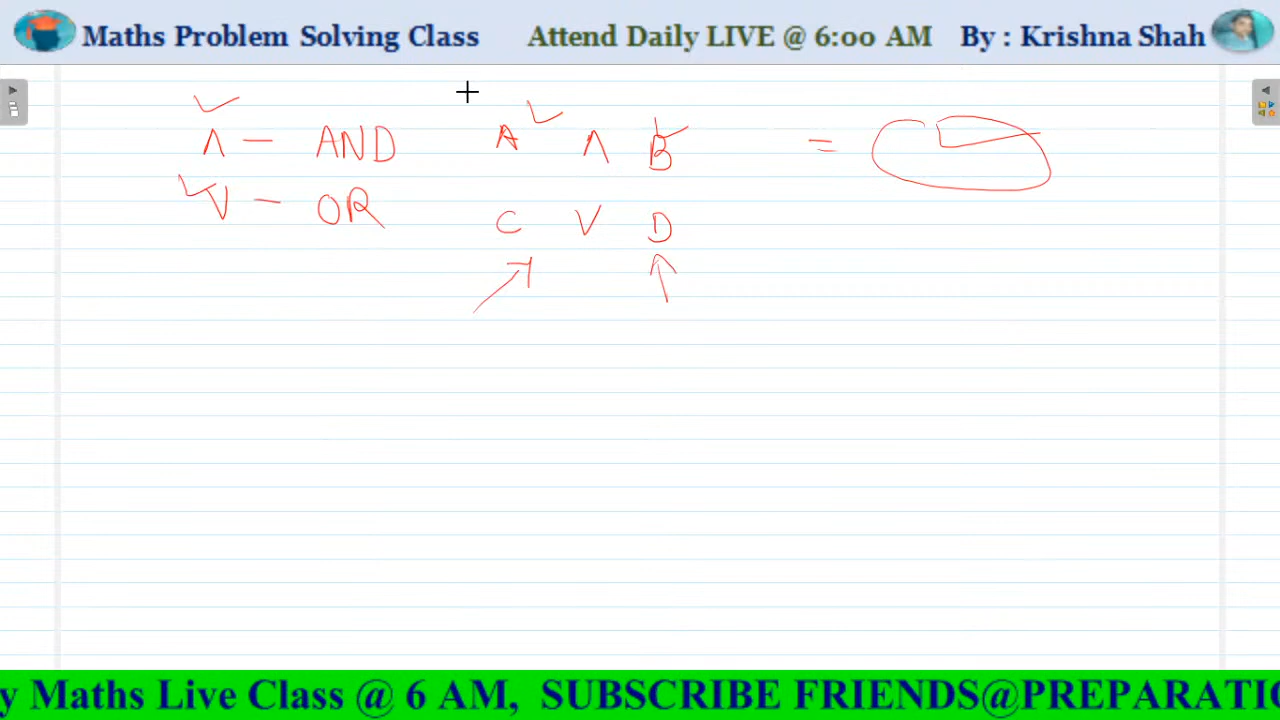 Maths Problem Solving Class Attend Daily LIVE @ 6:00 AM By : Krishna Shah
∧ — AND A ∧ B =
∨ — OR C ∨ D
y Maths Live Class @ 6 AM, SUBSCRIBE FRIENDS@PREPARATIO